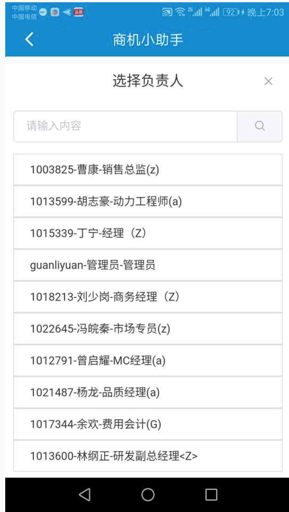 中国移动
中国电信
92
晚上7:03
商机小助手
选择负责人
请输入内容
1003825-曹康-销售总监(z)
1013599-胡志豪-动力工程师(a)
1015339-丁宁-经理（Z）
guanliyuan-管理员-管理员
1018213-刘少岗-商务经理（Z）
1022645-冯皖秦-市场专员(z)
1012791-曾启耀-MC经理(a)
1021487-杨龙-品质经理(a)
1017344-余欢-费用会计(G)
1013600-林纲正-研发副总经理<Z>